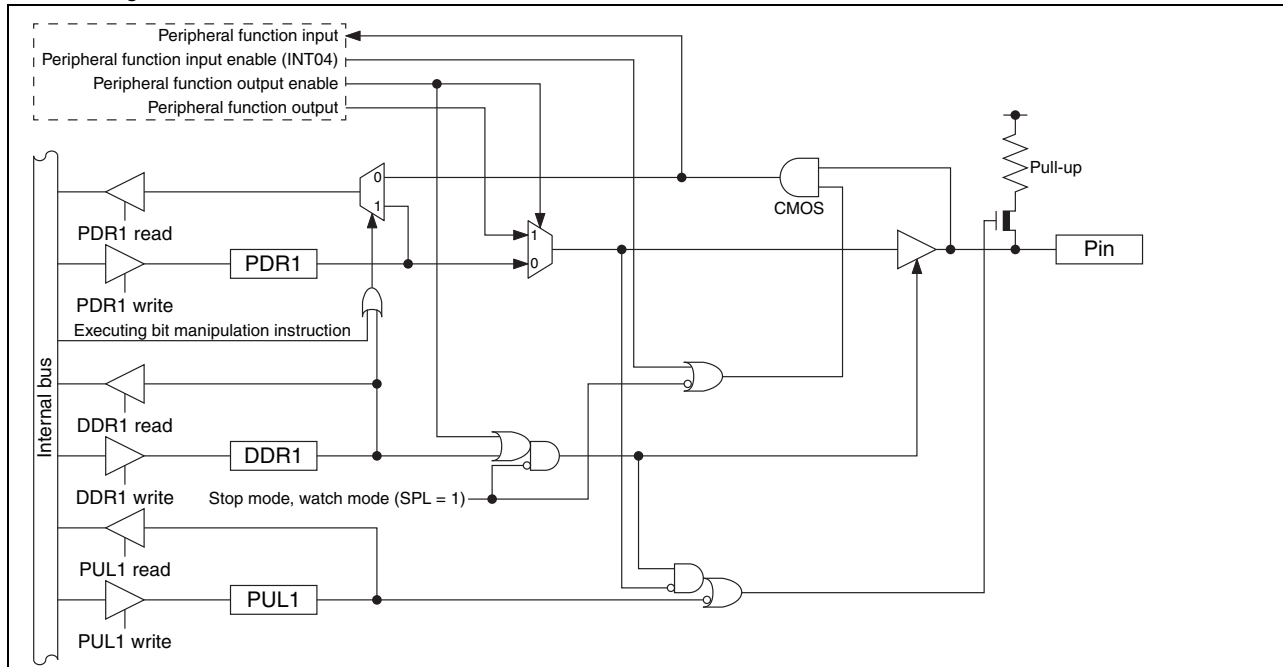 Peripheral function input
Peripheral function input enable (INT04)
Peripheral function output enable
Peripheral function output
Pull-up
0
1
CMOS
PDR1 read
1
0
PDR1
Pin
PDR1 write
Executing bit manipulation instruction
Internal bus
DDR1 read
DDR1
DDR1 write
Stop mode, watch mode (SPL = 1)
PUL1 read
PUL1
PUL1 write